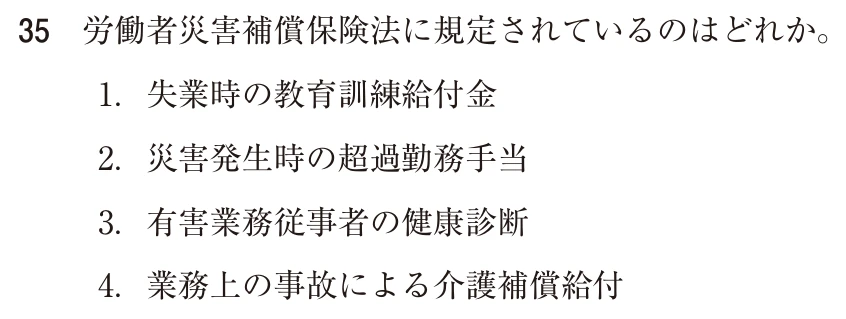 35 労働者災害補償保険法に規定されているのはどれか。
1. 失業時の教育訓練給付金
2. 災害発生時の超過勤務手当
3. 有害業務従事者の健康診断
4. 業務上の事故による介護補償給付